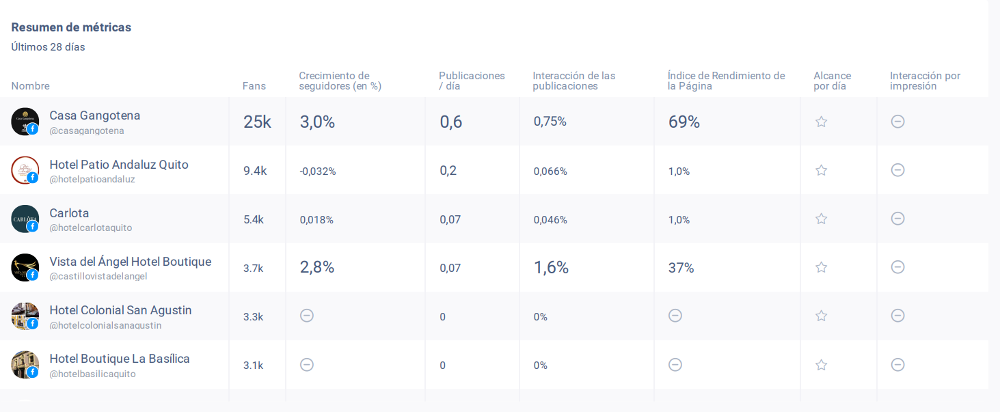 Resumen de métricas
Últimos 28 días
Nombre Fans Crecimiento de seguidores (en %) Publicaciones / día Interacción de las publicaciones Índice de Rendimiento de la Página Alcance por día Interacción por impresión
Casa Gangotena 25k 3,0% 0,6 0,75% 69%
@casagangotena
Hotel Patio Andaluz Quito 9.4k -0,032% 0,2 0,066% 1,0%
@hotelpatioandaluz
Carlota 5.4k 0,018% 0,07 0,046% 1,0%
@hotelcarlotaquito
CARLOTA
Vista del Ángel Hotel Boutique 3.7k 2,8% 0,07 1,6% 37%
@castillovistadelangel
Hotel Colonial San Agustin 3.3k 0 0%
@hotelcolonialsanagustin
Hotel Boutique La Basílica 3.1k 0 0%
@hotelbasilicaquito